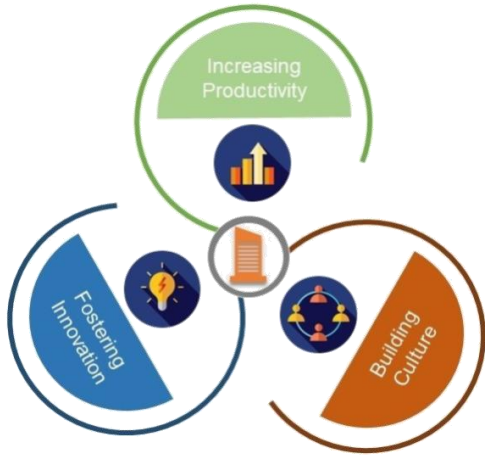 Increasing
Productivity
Fostering
Innovation
Building
Culture